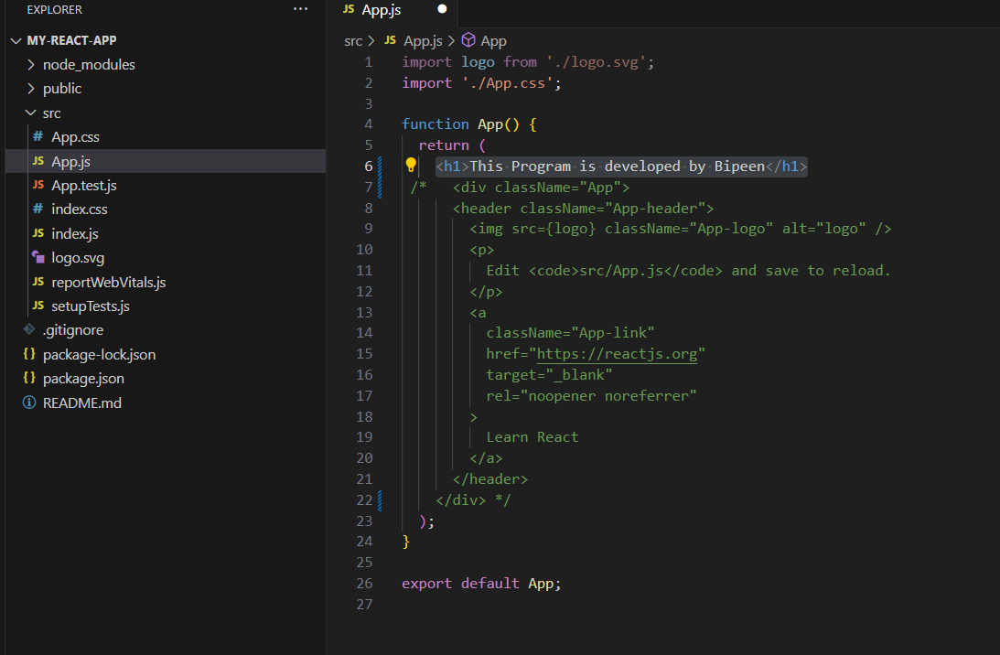 EXPLORER ...
MY-REACT-APP
node_modules
public
src
# App.css
JS App.js
JS App.test.js
# index.css
JS index.js
logo.svg
JS reportWebVitals.js
JS setupTests.js
.gitignore
{} package-lock.json
{} package.json
README.md
JS App.js
src > JS App.js > App
1 import logo from './logo.svg';
2 import './App.css';
3
4 function App() {
5 return (
6 <h1>This Program is developed by Bipeen</h1>
7 /* <div className="App">
8 <header className="App-header">
9 <img src={logo} className="App-logo" alt="logo" />
10 <p>
11 Edit <code>src/App.js</code> and save to reload.
12 </p>
13 <a
14 className="App-link"
15 href="https://reactjs.org"
16 target="_blank"
17 rel="noopener noreferrer"
18 >
19 Learn React
20 </a>
21 </header>
22 </div> */
23 );
24 }
25
26 export default App;
27